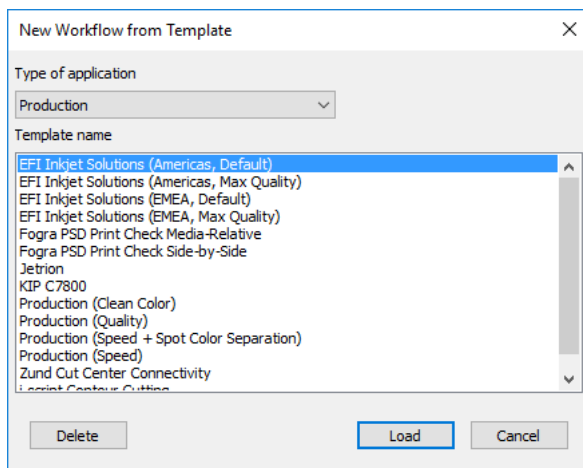 New Workflow from Template
Type of application
Production
Template name
EFI Inkjet Solutions (Americas, Default)
EFI Inkjet Solutions (Americas, Max Quality)
EFI Inkjet Solutions (EMEA, Default)
EFI Inkjet Solutions (EMEA, Max Quality)
Fogra PSD Print Check Media-Relative
Fogra PSD Print Check Side-by-Side
Jetrion
KIP C7800
Production (Clean Color)
Production (Quality)
Production (Speed + Spot Color Separation)
Production (Speed)
Zund Cut Center Connectivity
i-script Contour Cutting
Delete
Load
Cancel